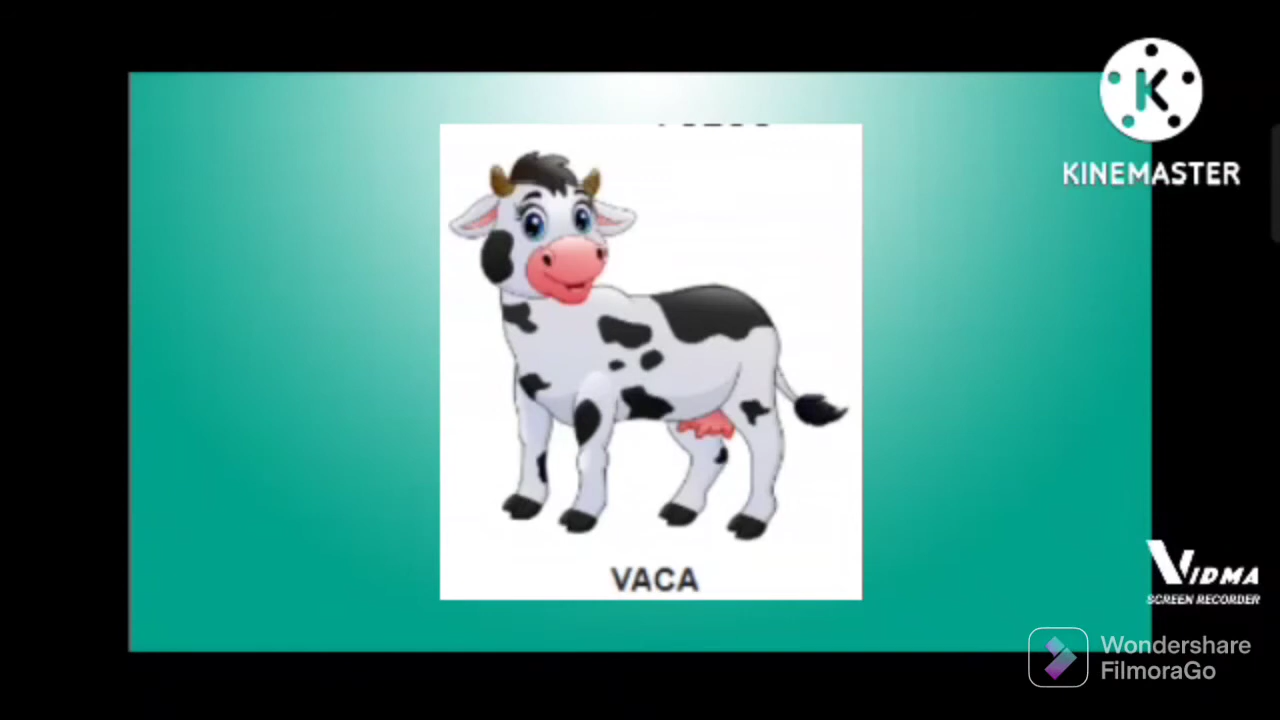 KINEMASTER
VACA
VIDMA
SCREEN RECORDER
Wondershare
FilmoraGo